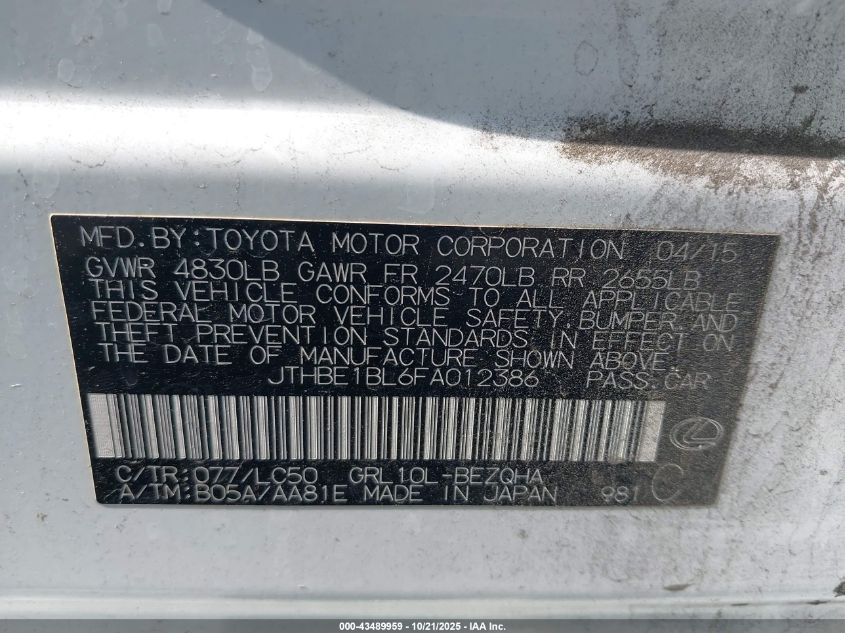 MFD.BY:TOYOTA MOTOR CORPORATION 04/15
GVWR 4830LB GAWR FR 2470LB RR 2655LB
THIS VEHICLE CONFORMS TO ALL APPLICABLE
FEDERAL MOTOR VEHICLE SAFETY,BUMPER,AND
THEFT PREVENTION STANDARDS IN EFFECT ON
THE DATE OF MANUFACTURE SHOWN ABOVE.
JTHBE1BL6FA012386 PASS.CAR
C/TR:077/LC50 GRL10L-BEZQHA
A/TM:B05A/AA81E MADE IN JAPAN 981 C
000-43489959 - 10/21/2025 - IAA Inc.